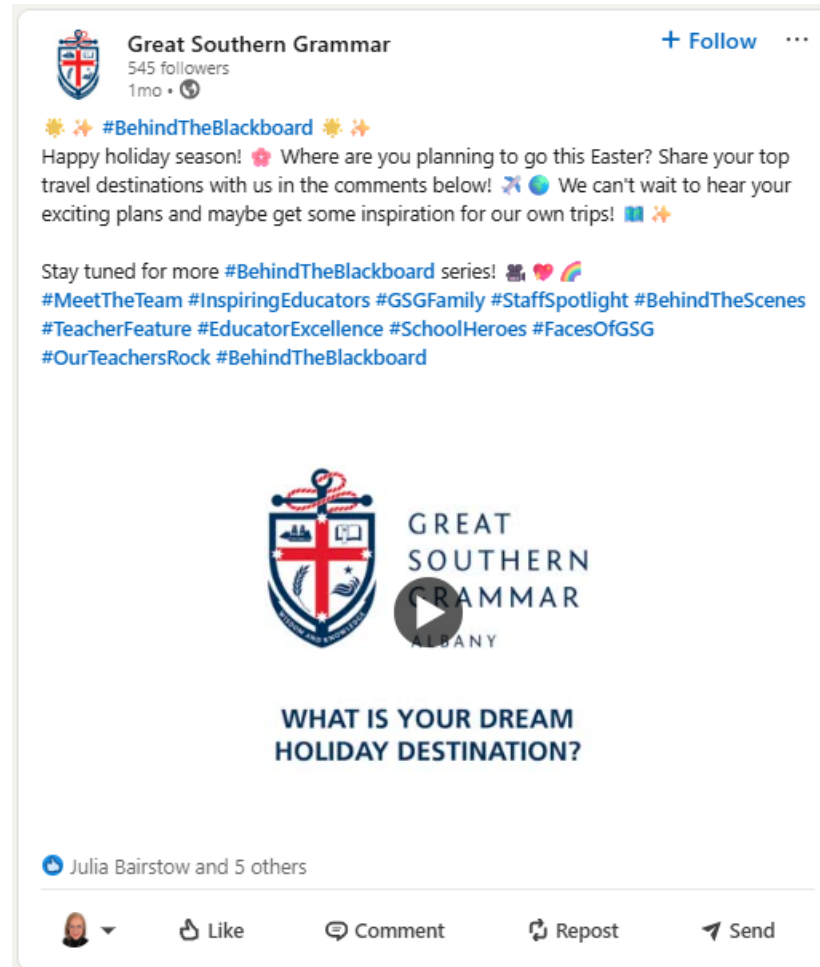 Great Southern Grammar
+ Follow ...
545 followers
1mo •
🌟 ✨ #BehindTheBlackboard 🌟 ✨
Happy holiday season! 🌸 Where are you planning to go this Easter? Share your top
travel destinations with us in the comments below! ✈️ 🌍 We can't wait to hear your
exciting plans and maybe get some inspiration for our own trips! 🗺️ ✨
Stay tuned for more #BehindTheBlackboard series! 🎥 💖 🌈
#MeetTheTeam #InspiringEducators #GSGFamily #StaffSpotlight #BehindTheScenes
#TeacherFeature #EducatorExcellence #SchoolHeroes #FacesOfGSG
#OurTeachersRock #BehindTheBlackboard
WISDOM AND KNOWLEDGE
GREAT
SOUTHERN
GRAMMAR
ALBANY
WHAT IS YOUR DREAM
HOLIDAY DESTINATION?
Julia Bairstow and 5 others
Like Comment Repost Send